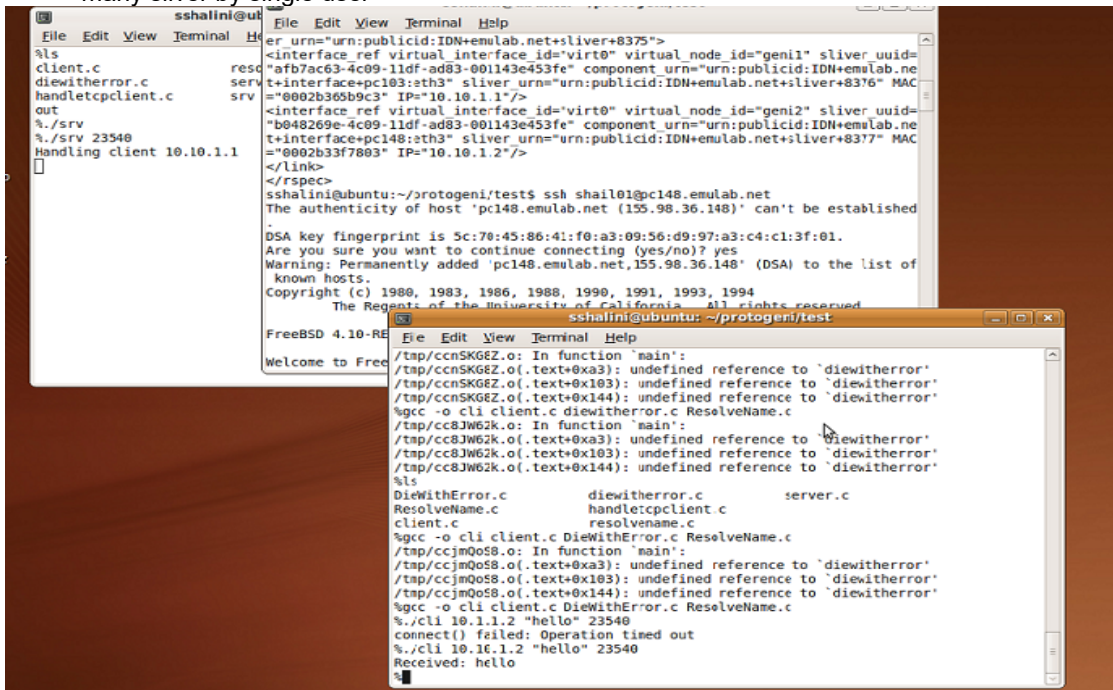 many sliver by single user
sshalini@ub
File Edit View Terminal He
%ls
client.c reso
diewitherror.c serv
handletcpclient.c srv
out
%./srv
%./srv 23540
Handling client 10.10.1.1
File Edit View Terminal Help
er_urn="urn:publicid:IDN+emulab.net+sliver+8375">
<interface_ref virtual_interface_id="virt0" virtual_node_id="geni1" sliver_uuid=
"afb7ac63-4c09-11df-ad83-001143e453fe" component_urn="urn:publicid:IDN+emulab.ne
t+interface+pc103:eth3" sliver_urn="urn:publicid:IDN+emulab.net+sliver+8376" MAC
="0002b365b9c3" IP="10.10.1.1"/>
<interface_ref virtual_interface_id="virt0" virtual_node_id="geni2" sliver_uuid=
"b048269e-4c09-11df-ad83-001143e453fe" component_urn="urn:publicid:IDN+emulab.ne
t+interface+pc148:eth3" sliver_urn="urn:publicid:IDN+emulab.net+sliver+8377" MAC
="0002b33f7803" IP="10.10.1.2"/>
</link>
</rspec>
sshalini@ubuntu:~/protogeni/test$ ssh shail01@pc148.emulab.net
The authenticity of host 'pc148.emulab.net (155.98.36.148)' can't be established
.
DSA key fingerprint is 5c:70:45:86:41:f0:a3:09:56:d9:97:a3:c4:c1:3f:01.
Are you sure you want to continue connecting (yes/no)? yes
Warning: Permanently added 'pc148.emulab.net,155.98.36.148' (DSA) to the list of
known hosts.
Copyright (c) 1980, 1983, 1986, 1988, 1990, 1991, 1993, 1994
The Regents of the University of California. All rights reserved
FreeBSD 4.10-RE
Welcome to Free
sshalini@ubuntu: ~/protogeni/test
File Edit View Terminal Help
/tmp/ccnSKG8Z.o: In function `main':
/tmp/ccnSKG8Z.o(.text+0xa3): undefined reference to `diewitherror'
/tmp/ccnSKG8Z.o(.text+0x103): undefined reference to `diewitherror'
/tmp/ccnSKG8Z.o(.text+0x144): undefined reference to `diewitherror'
%gcc -o cli client.c diewitherror.c ResolveName.c
/tmp/cc8JW62k.o: In function `main':
/tmp/cc8JW62k.o(.text+0xa3): undefined reference to `diewitherror'
/tmp/cc8JW62k.o(.text+0x103): undefined reference to `diewitherror'
/tmp/cc8JW62k.o(.text+0x144): undefined reference to `diewitherror'
%ls
DieWithError.c diewitherror.c server.c
ResolveName.c handletcpclient.c
client.c resolvename.c
%gcc -o cli client.c DieWithError.c ResolveName.c
/tmp/ccjmQoS8.o: In function `main':
/tmp/ccjmQoS8.o(.text+0xa3): undefined reference to `diewitherror'
/tmp/ccjmQoS8.o(.text+0x103): undefined reference to `diewitherror'
/tmp/ccjmQoS8.o(.text+0x144): undefined reference to `diewitherror'
%gcc -o cli client.c DieWithError.c ResolveName.c
%./cli 10.1.1.2 "hello" 23540
connect() failed: Operation timed out
%./cli 10.10.1.2 "hello" 23540
Received: hello
%